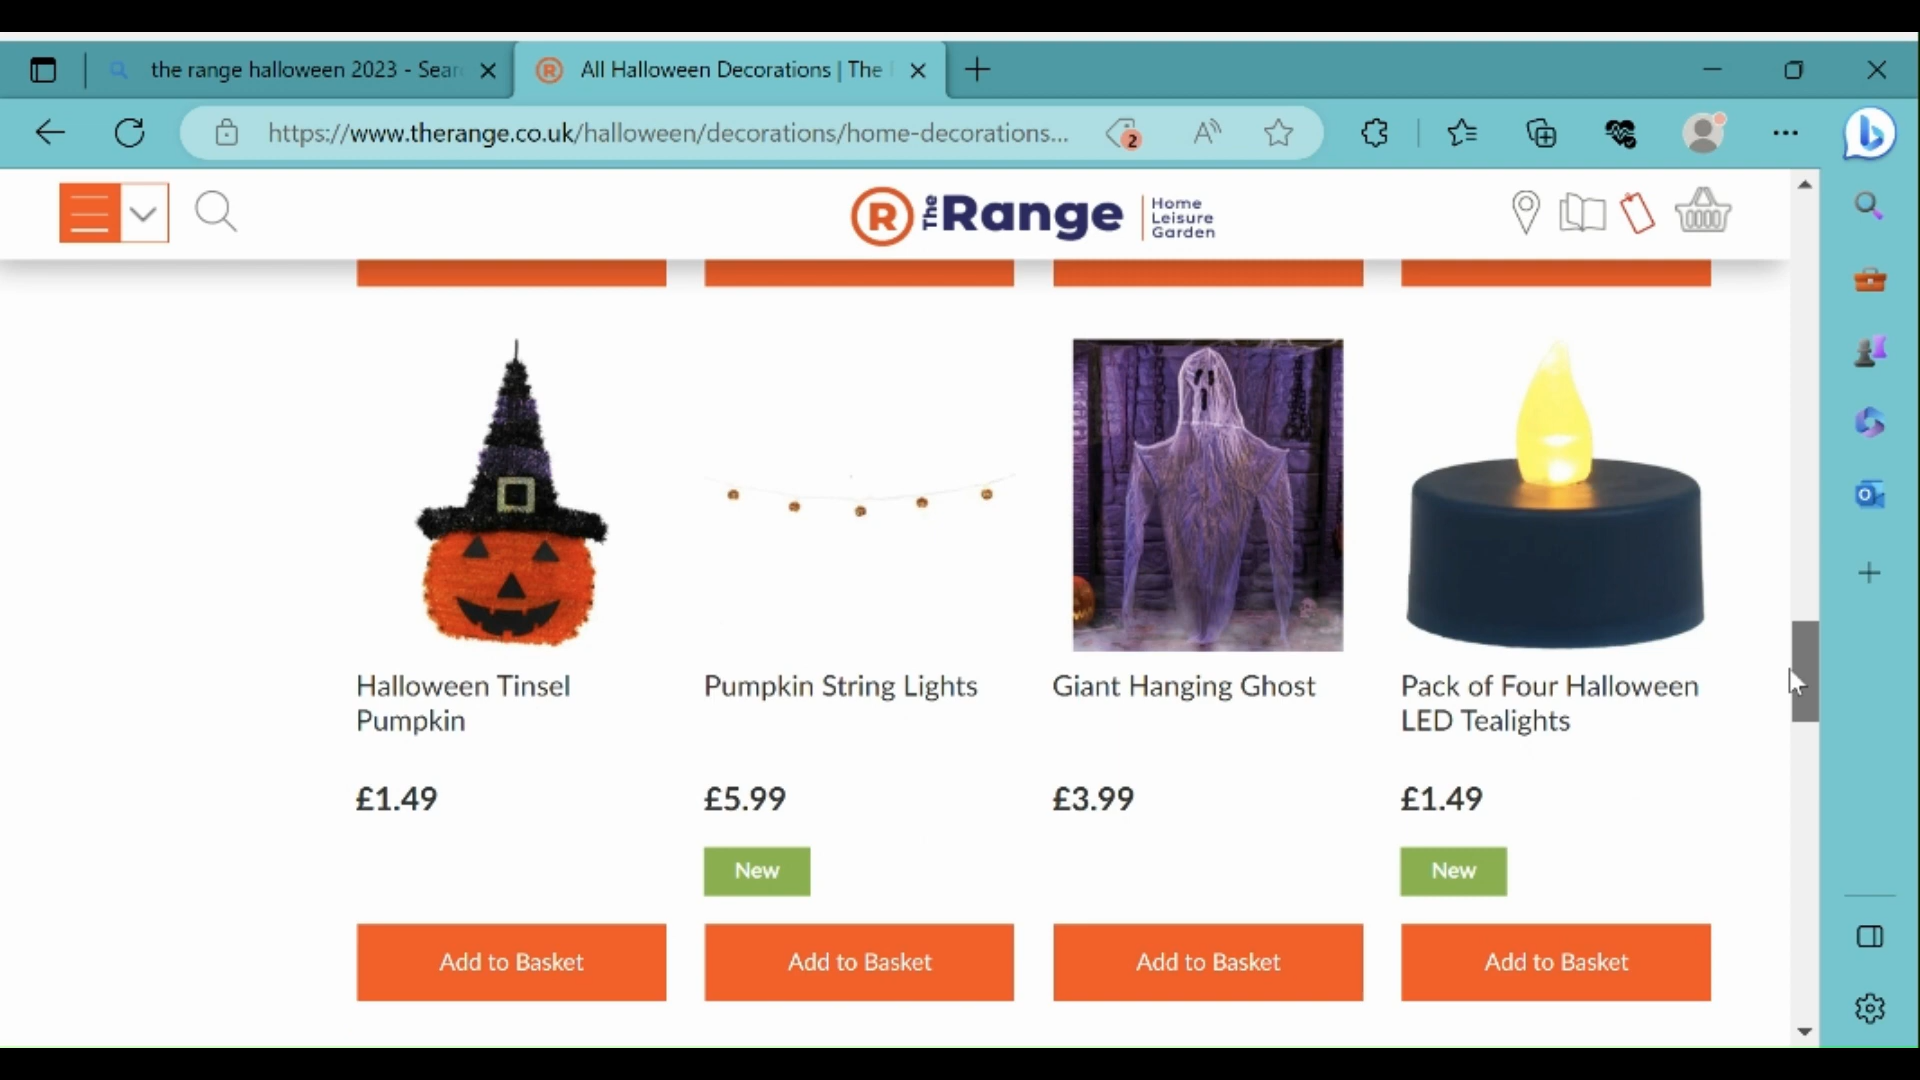 the range halloween 2023 - Sear
All Halloween Decorations | The
https://www.therange.co.uk/halloween/decorations/home-decorations...
2
The Range
Home
Leisure
Garden
Halloween Tinsel
Pumpkin
£1.49
Pumpkin String Lights
£5.99
New
Giant Hanging Ghost
£3.99
Pack of Four Halloween
LED Tealights
£1.49
New
Add to Basket
Add to Basket
Add to Basket
Add to Basket